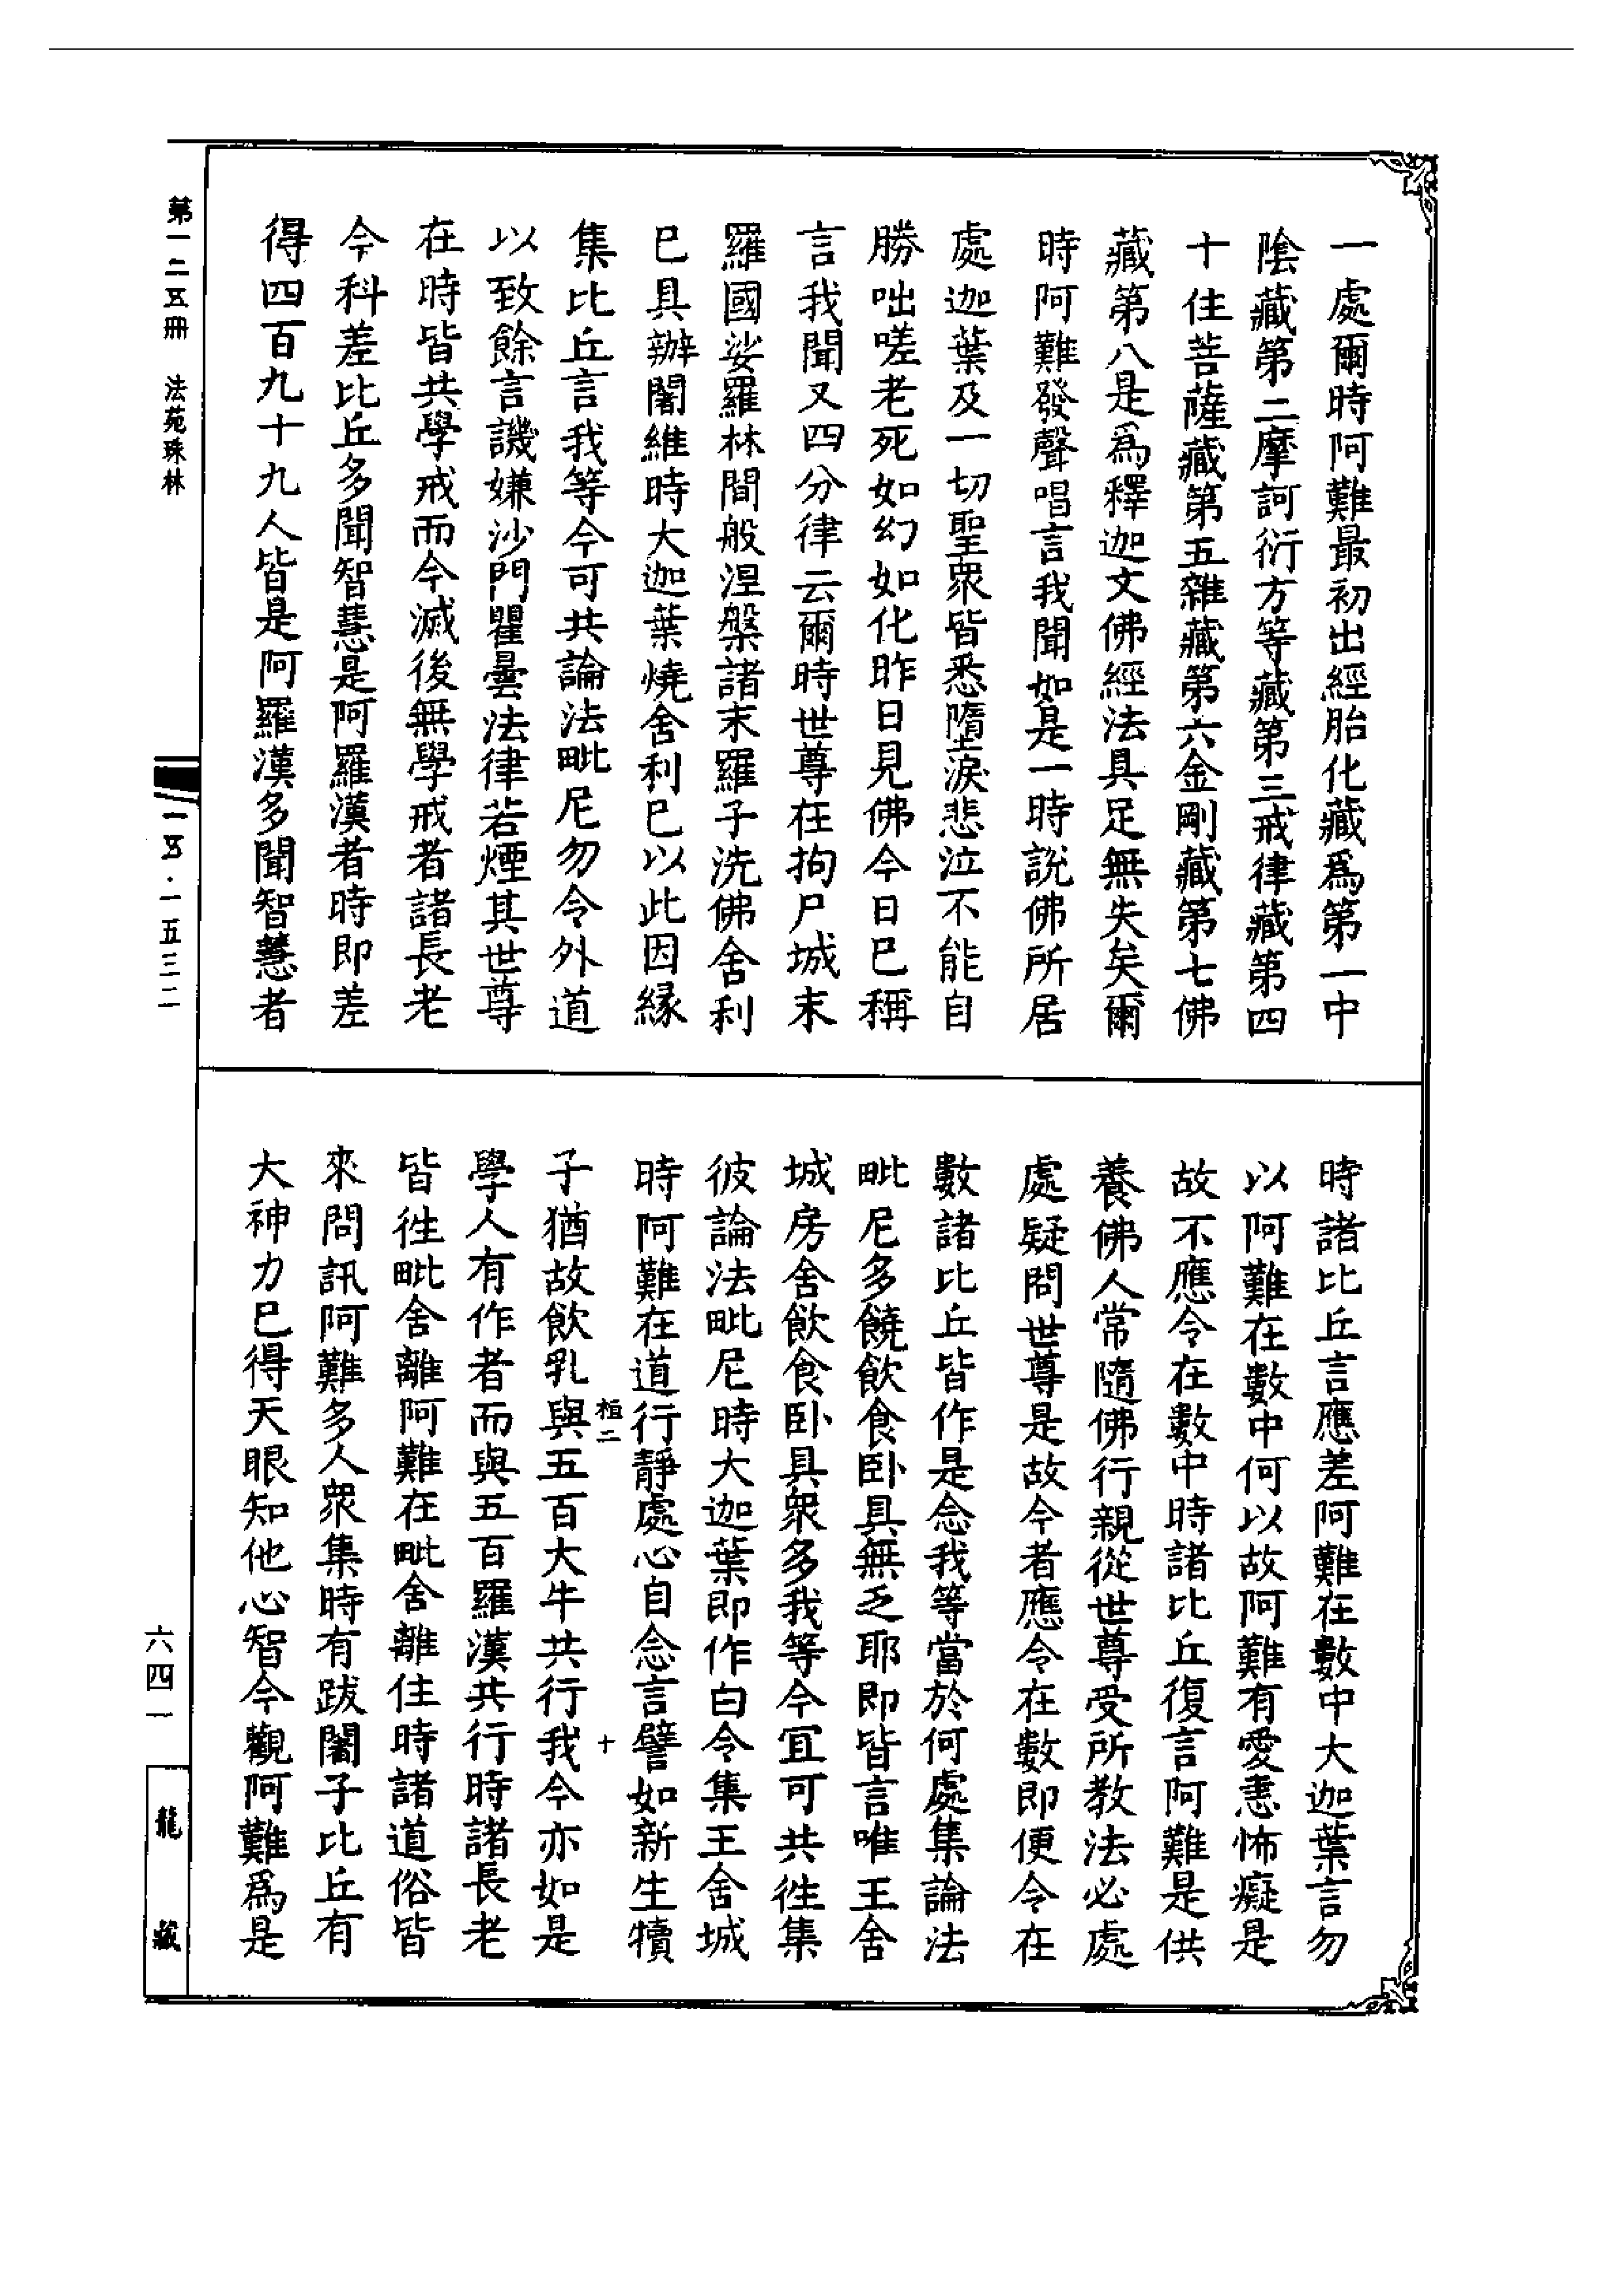 一處爾時阿難最初出經胎化藏爲第一中
陰藏第二摩訶衍方等藏第三戒律藏第四
十住菩薩藏第五雜藏第六金剛藏第七佛
藏第八是爲釋迦文佛經法具足無失矣爾
時阿難發聲唱言我聞如是一時説佛所居
處迦葉及一切聖衆皆悉墮淚悲泣不能自
勝咄嗟老死如幻如化昨日見佛今日已稱
言我聞又四分律云爾時世尊在拘尸城末
羅國娑羅林間般涅槃諸末羅子洗佛舍利
已具辦闍維時大迦葉燒舍利已以此因緣
集比丘言我等今可共論法毗尼勿令外道
以致餘言譏嫌沙門瞿曇法律若煙其世尊
在時皆共學戒而今滅後無學戒者諸長老
今科差比丘多聞智慧是阿羅漢者時即差
得四百九十九人皆是阿羅漢多聞智慧者
時諸比丘言應差阿難在數中大迦葉言勿
以阿難在數中何以故阿難有愛恚怖癡是
故不應令在數中時諸比丘復言阿難是供
養佛人常隨佛行親從世尊受所教法必處
處疑問世尊是故今者應令在數即便令在
數諸比丘皆作是念我等當於何處集論法
毗尼多饒飲食卧具無乏耶即皆言唯王舍
城房舍飲食卧具衆多我等今宜可共徃集
彼論法毗尼時大迦葉即作白令集王舍城
時阿難在道行靜處心自念言譬如新生犢
桓二
十
子猶故飲乳與五百大牛共行我今亦如是
學人有作者而與五百羅漢共行時諸長老
皆徃毗舍離阿難在毗舍離住時諸道俗皆
來問訊阿難多人衆集時有跋闍子比丘有
大神力已得天眼知他心智今觀阿難爲是
第一二五冊　法苑珠林
一五·一五三二
六四一
龍藏